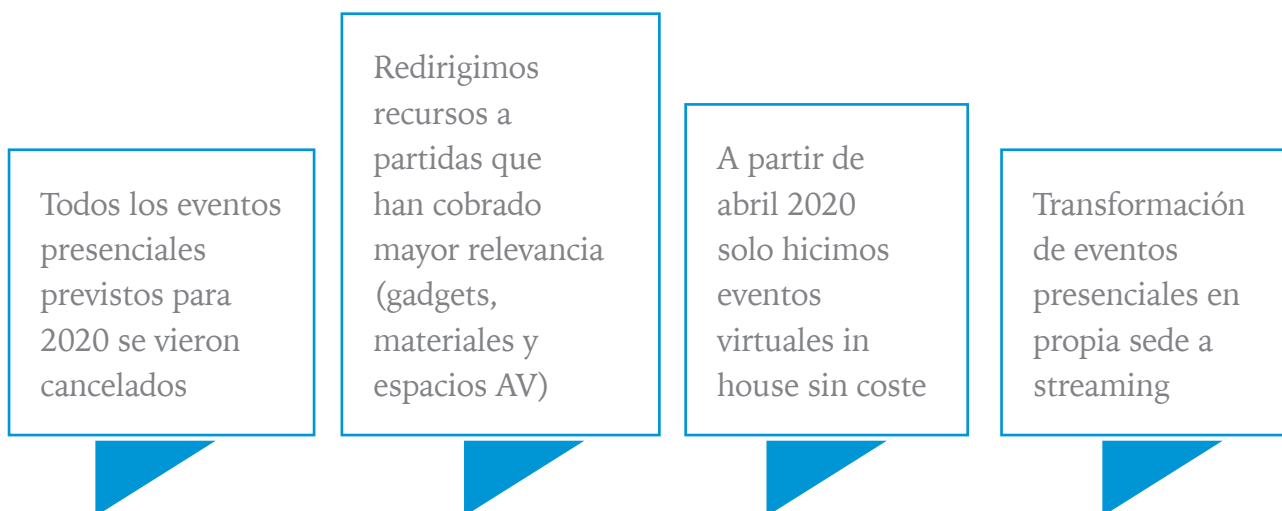 Todos los eventos
presenciales
previstos para
2020 se vieron
cancelados
Redirigimos
recursos a
partidas que
han cobrado
mayor relevancia
(gadgets,
materiales y
espacios AV)
A partir de
abril 2020
solo hicimos
eventos
virtuales in
house sin coste
Transformación
de eventos
presenciales en
propia sede a
streaming